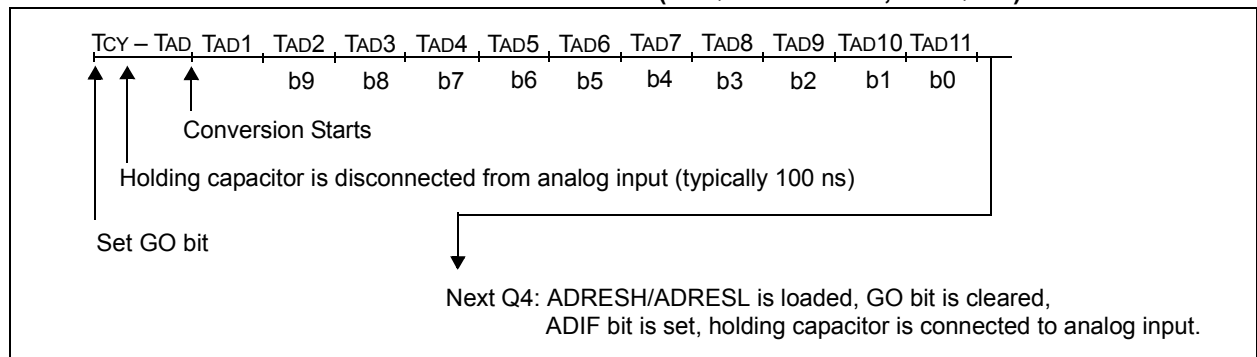 TCY – TAD TAD1 TAD2 TAD3 TAD4 TAD5 TAD6 TAD7 TAD8 TAD9 TAD10 TAD11
b9 b8 b7 b6 b5 b4 b3 b2 b1 b0
Conversion Starts
Holding capacitor is disconnected from analog input (typically 100 ns)
Set GO bit
Next Q4: ADRESH/ADRESL is loaded, GO bit is cleared,
ADIF bit is set, holding capacitor is connected to analog input.